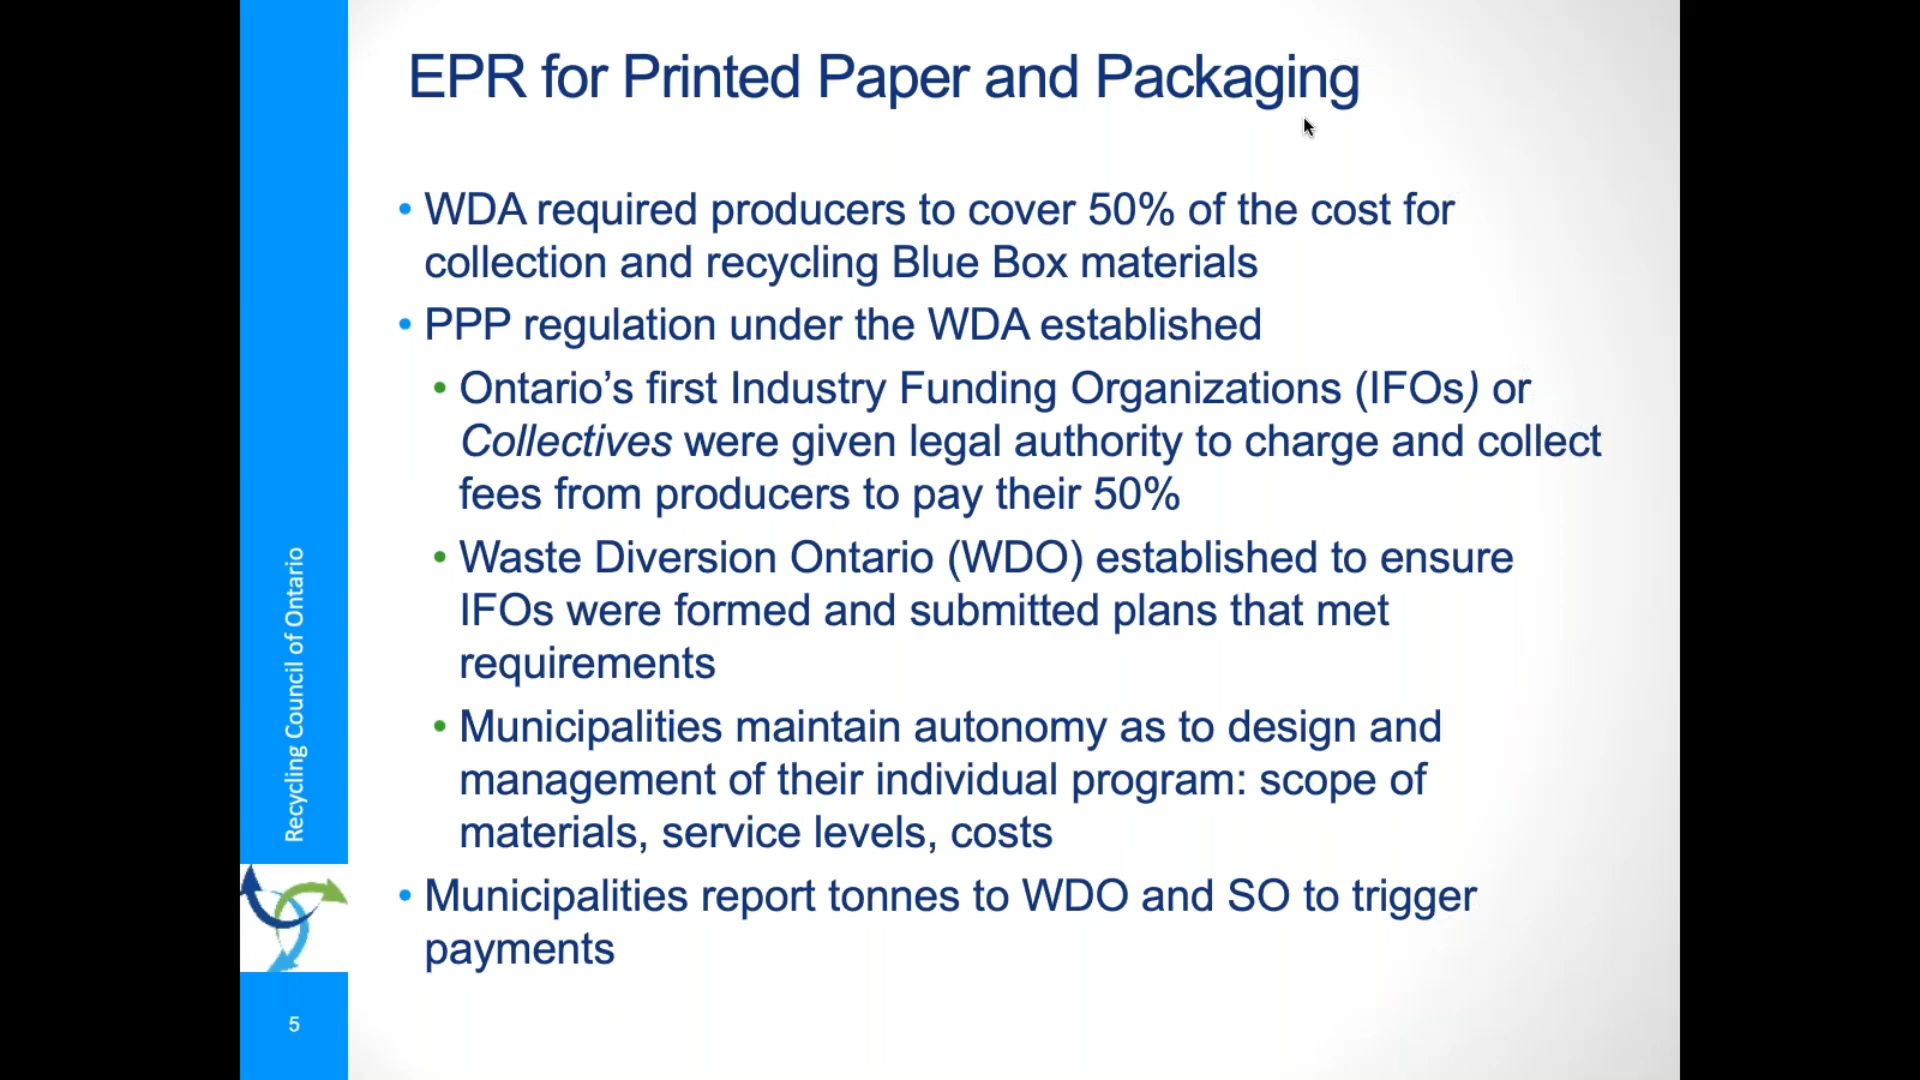 EPR for Printed Paper and Packaging
• WDA required producers to cover 50% of the cost for
collection and recycling Blue Box materials
• PPP regulation under the WDA established
• Ontario’s first Industry Funding Organizations (IFOs) or
Collectives were given legal authority to charge and collect
fees from producers to pay their 50%
• Waste Diversion Ontario (WDO) established to ensure
IFOs were formed and submitted plans that met
requirements
• Municipalities maintain autonomy as to design and
management of their individual program: scope of
materials, service levels, costs
• Municipalities report tonnes to WDO and SO to trigger
payments
Recycling Council of Ontario
5